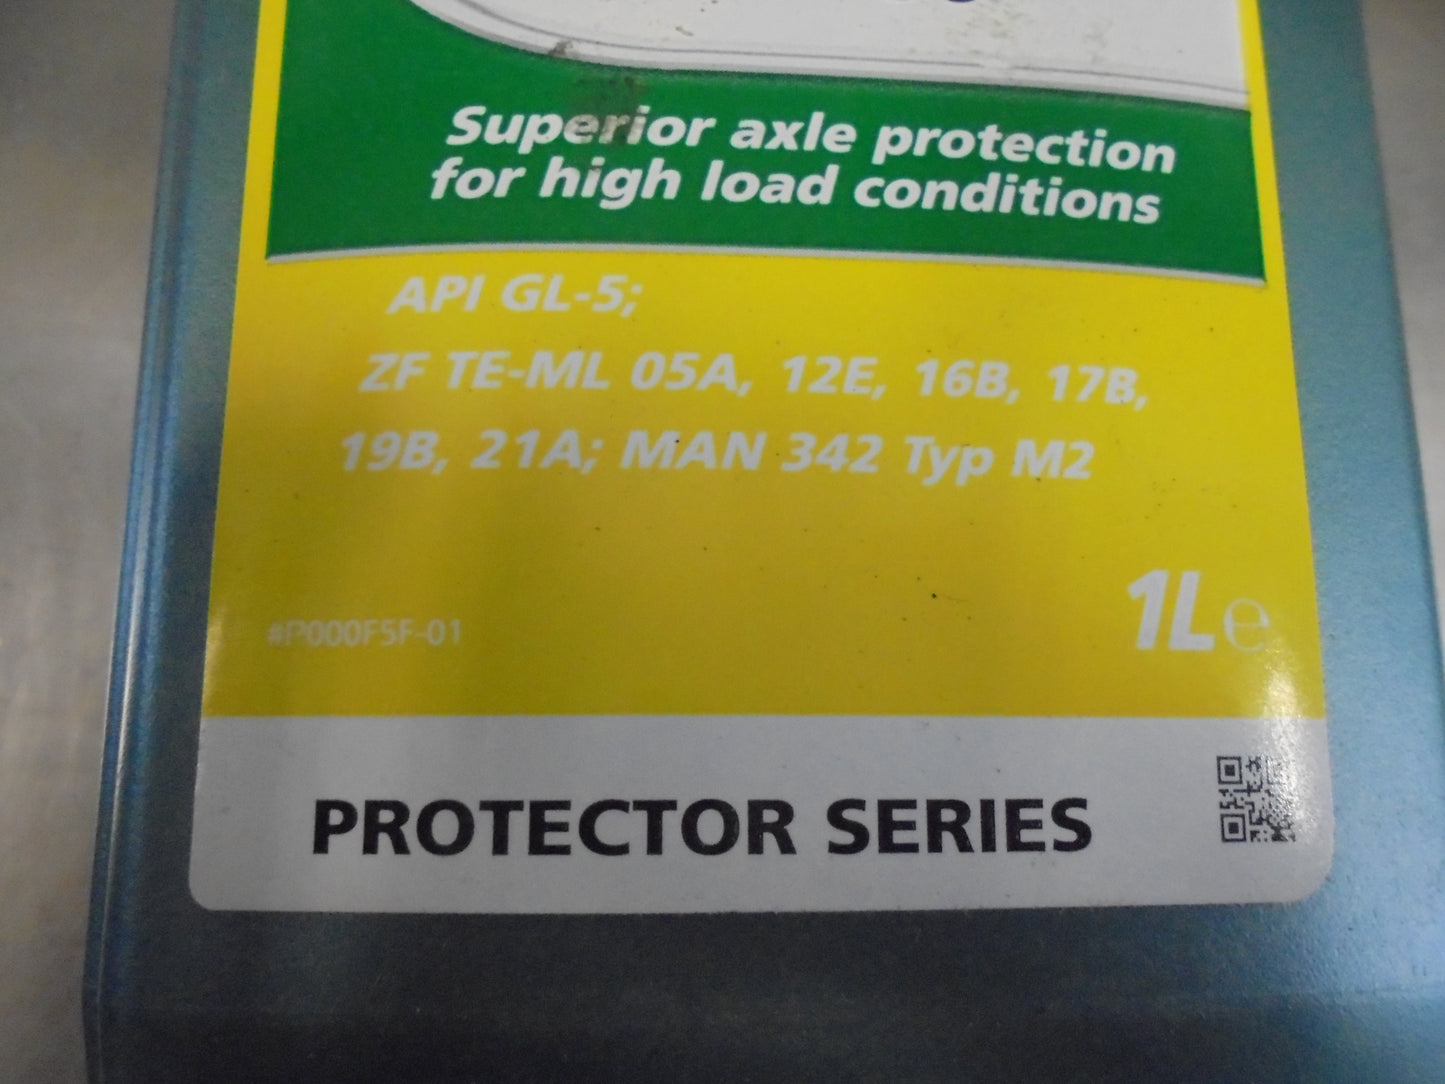 Superior axle protection
for high load conditions
API GL-5;
ZF TE-ML 05A, 12E, 16B, 17B,
19B, 21A; MAN 342 Typ M2
1L e
#P000F5F-01
PROTECTOR SERIES